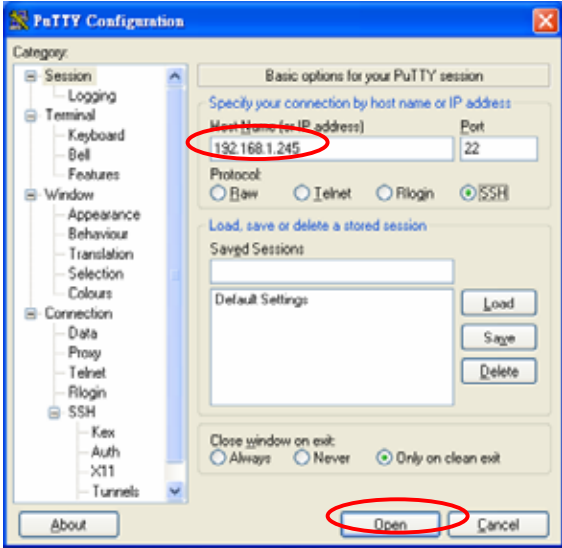 PuTTY Configuration
Category:
Session
Logging
Terminal
Keyboard
Bell
Features
Window
Appearance
Behaviour
Translation
Selection
Colours
Connection
Data
Proxy
Telnet
Rlogin
SSH
Kex
Auth
X11
Tunnels
Basic options for your PuTTY session
Specify your connection by host name or IP address
Host Name (or IP address) Port
192.168.1.245 22
Protocol:
Raw Telnet Rlogin SSH
Load, save or delete a stored session
Saved Sessions
Default Settings
Load
Save
Delete
Close window on exit:
Always Never Only on clean exit
About Open Cancel